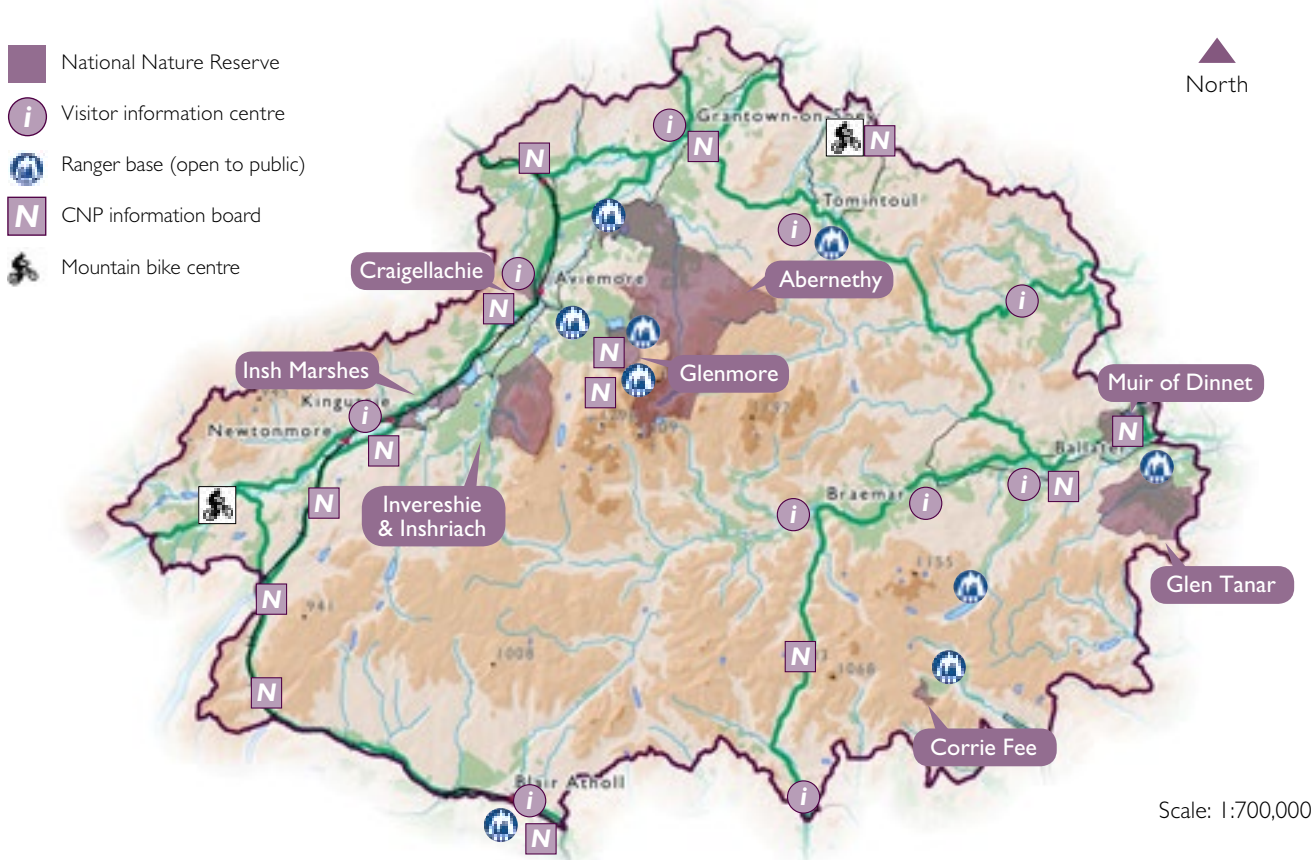 National Nature Reserve
i Visitor information centre
Ranger base (open to public)
N CNP information board
Mountain bike centre
North
i
Grantown-on-Spey
N
N
N
Tomintoul
i
Craigellachie
i
Aviemore
Abernethy
i
N
N
Glenmore
N
Insh Marshes
Kingussie
i
Newtonmore
N
Muir of Dinnet
N
Ballater
Invereshie
& Inshriach
N
Braemar
i
i
i
N
1155
Glen Tanar
N
941
1008
N
1068
N
Corrie Fee
Blair Atholl
i
i
N
Scale: 1:700,000